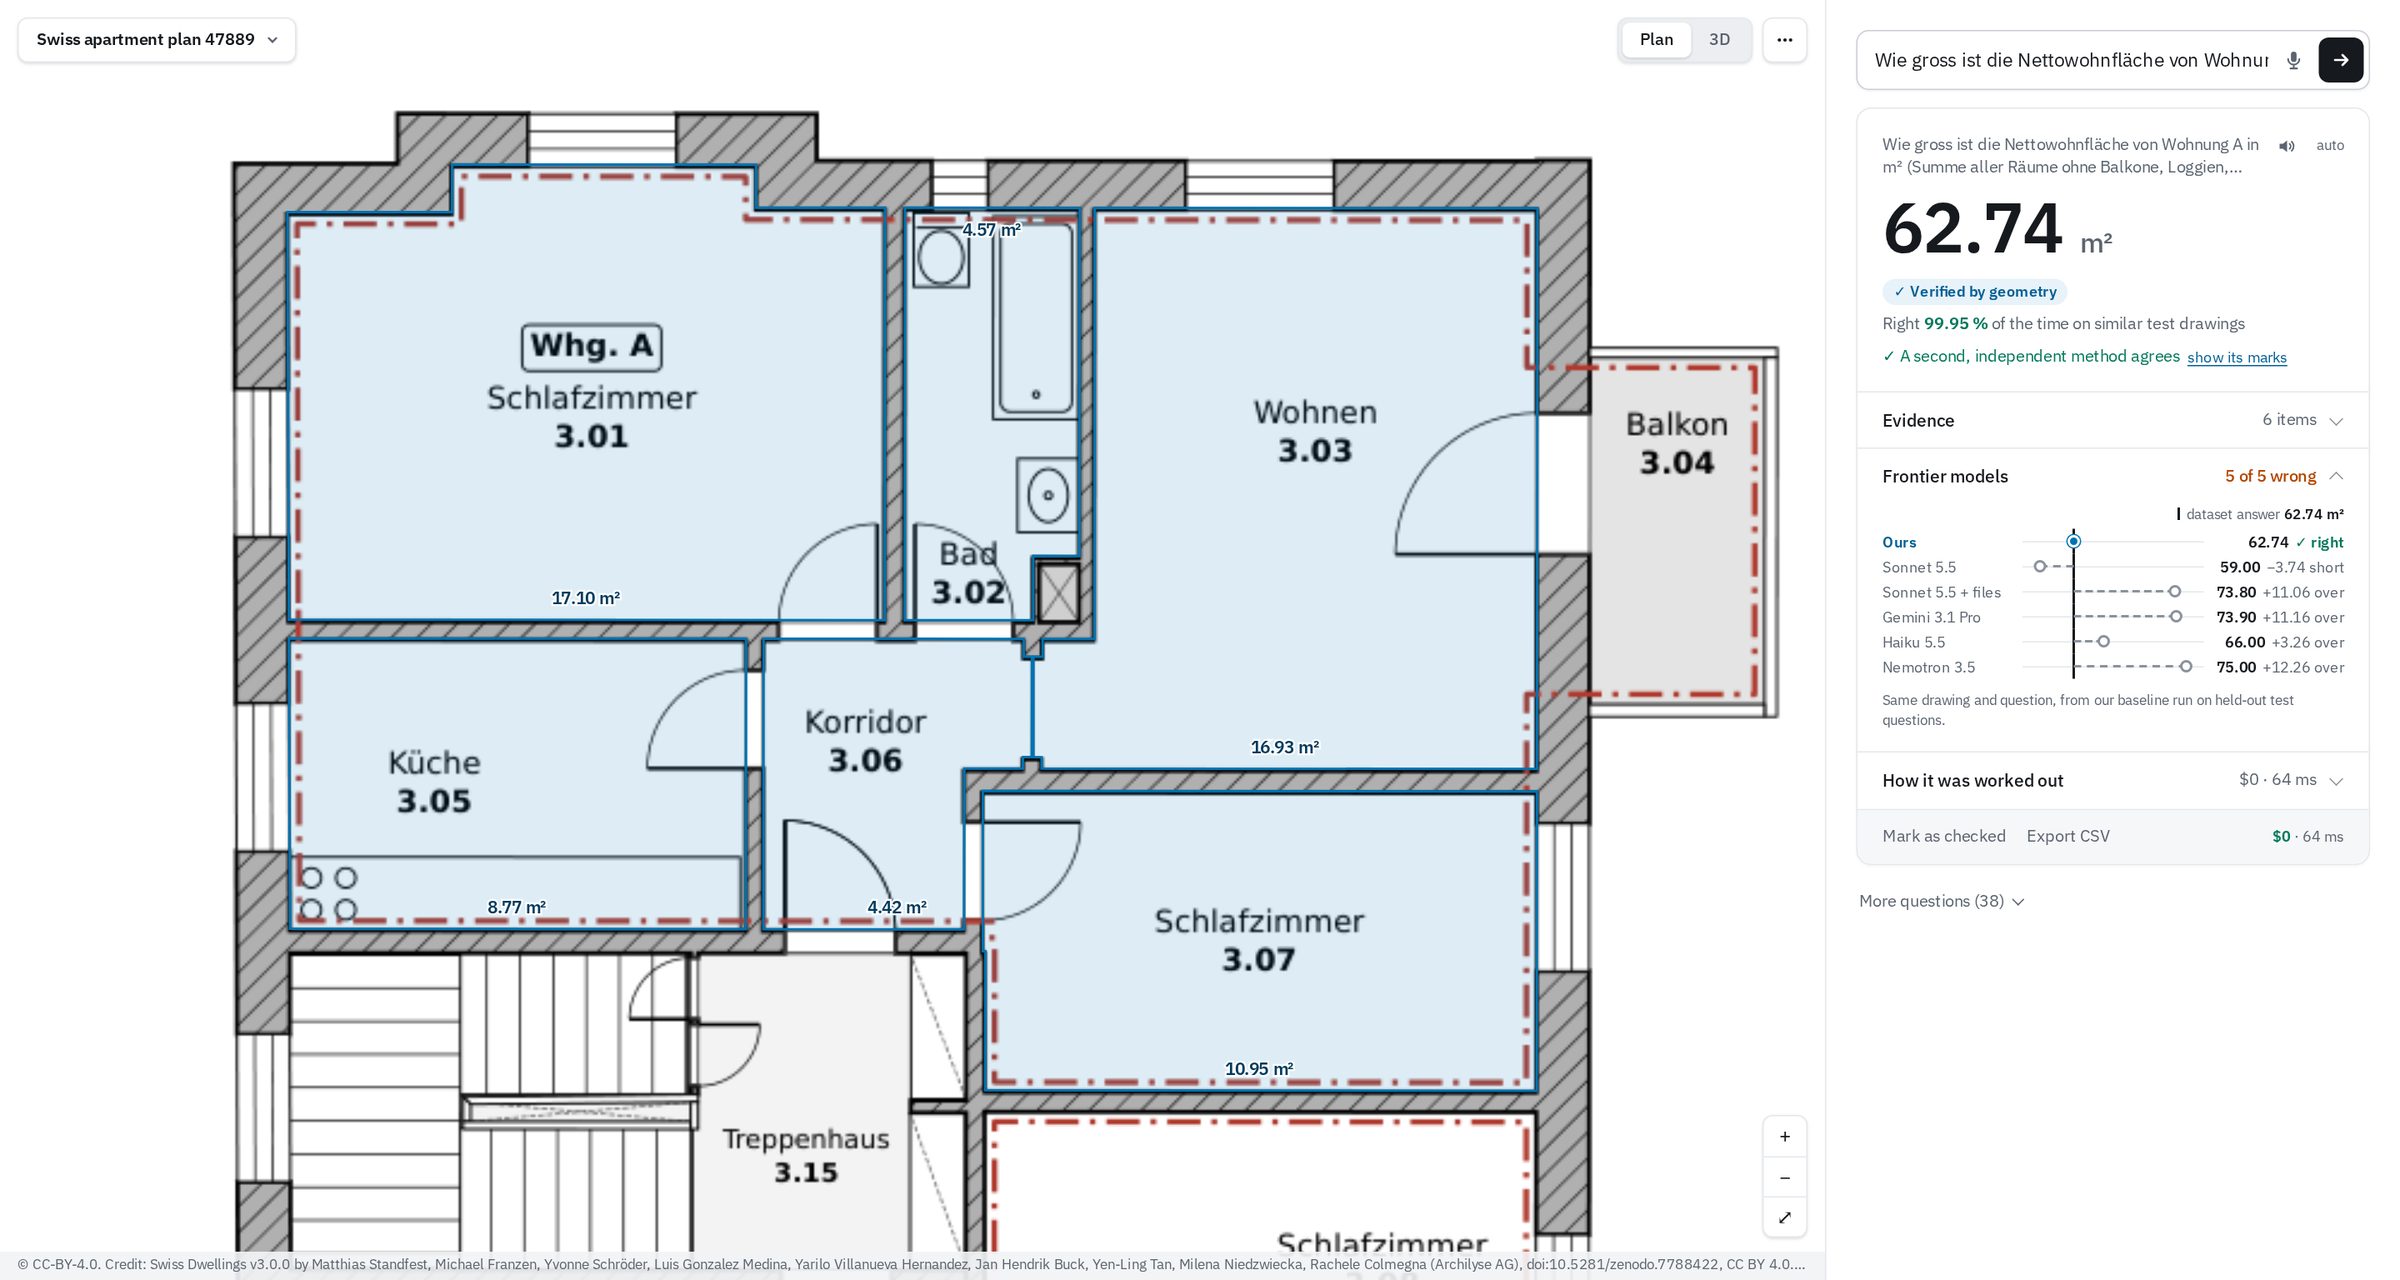 Swiss apartment plan 47889
Plan
3D
Whg. A
Schlafzimmer
3.01
17.10 m²
4.57 m²
Bad
3.02
Wohnen
3.03
16.93 m²
Balkon
3.04
Küche
3.05
8.77 m²
Korridor
3.06
4.42 m²
Schlafzimmer
3.07
10.95 m²
Treppenhaus
3.15
Schlafzimmer
© CC-BY-4.0. Credit: Swiss Dwellings v3.0.0 by Matthias Standfest, Michael Franzen, Yvonne Schröder, Luis Gonzalez Medina, Yarilo Villanueva Hernandez, Jan Hendrik Buck, Yen-Ling Tan, Milena Niedzwiecka, Rachele Colmegna (Archilyse AG), doi:10.5281/zenodo.7788422, CC BY 4.0....
Wie gross ist die Nettowohnfläche von Wohnur
Wie gross ist die Nettowohnfläche von Wohnung A in
m² (Summe aller Räume ohne Balkone, Loggien,...
auto
62.74 m²
✓ Verified by geometry
Right 99.95 % of the time on similar test drawings
✓ A second, independent method agrees show its marks
Evidence 6 items
Frontier models 5 of 5 wrong
dataset answer 62.74 m²
Ours 62.74 ✓ right
Sonnet 5.5 59.00 −3.74 short
Sonnet 5.5 + files 73.80 +11.06 over
Gemini 3.1 Pro 73.90 +11.16 over
Haiku 5.5 66.00 +3.26 over
Nemotron 3.5 75.00 +12.26 over
Same drawing and question, from our baseline run on held-out test
questions.
How it was worked out $0 · 64 ms
Mark as checked Export CSV $0 · 64 ms
More questions (38)